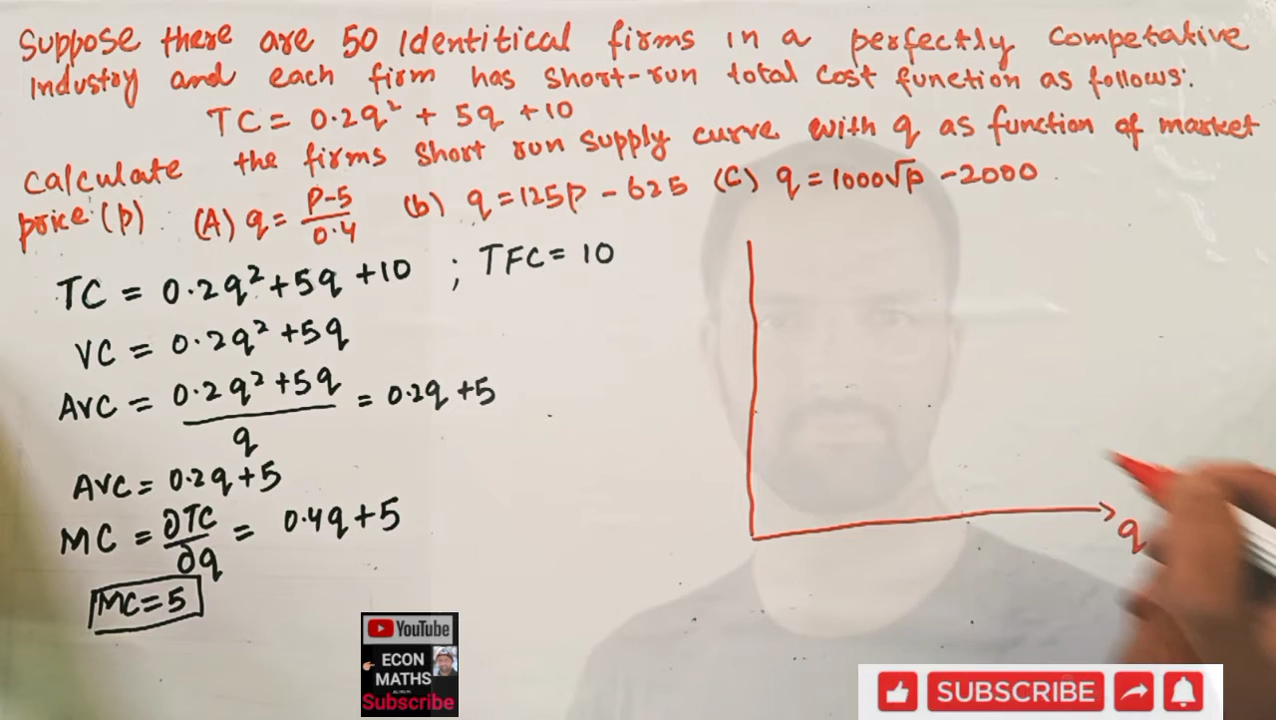 Suppose there are 50 Identitical firms in a perfectly Competative
Industry and each firm has short-run total cost function as follows:
TC = 0.2q² + 5q + 10
Calculate the firms short run supply curve with q as function of market
price (p). (A) q = P-5/0.4 (b) q = 125p - 625 (C) q = 1000√p - 2000
TC = 0.2q² + 5q + 10 ; TFC = 10
VC = 0.2q² + 5q
AVC = 0.2q² + 5q / q = 0.2q + 5
AVC = 0.2q + 5
MC = ∂TC/∂q = 0.4q + 5
MC = 5
q
YouTube
ECON
MATHS
Subscribe
SUBSCRIBE